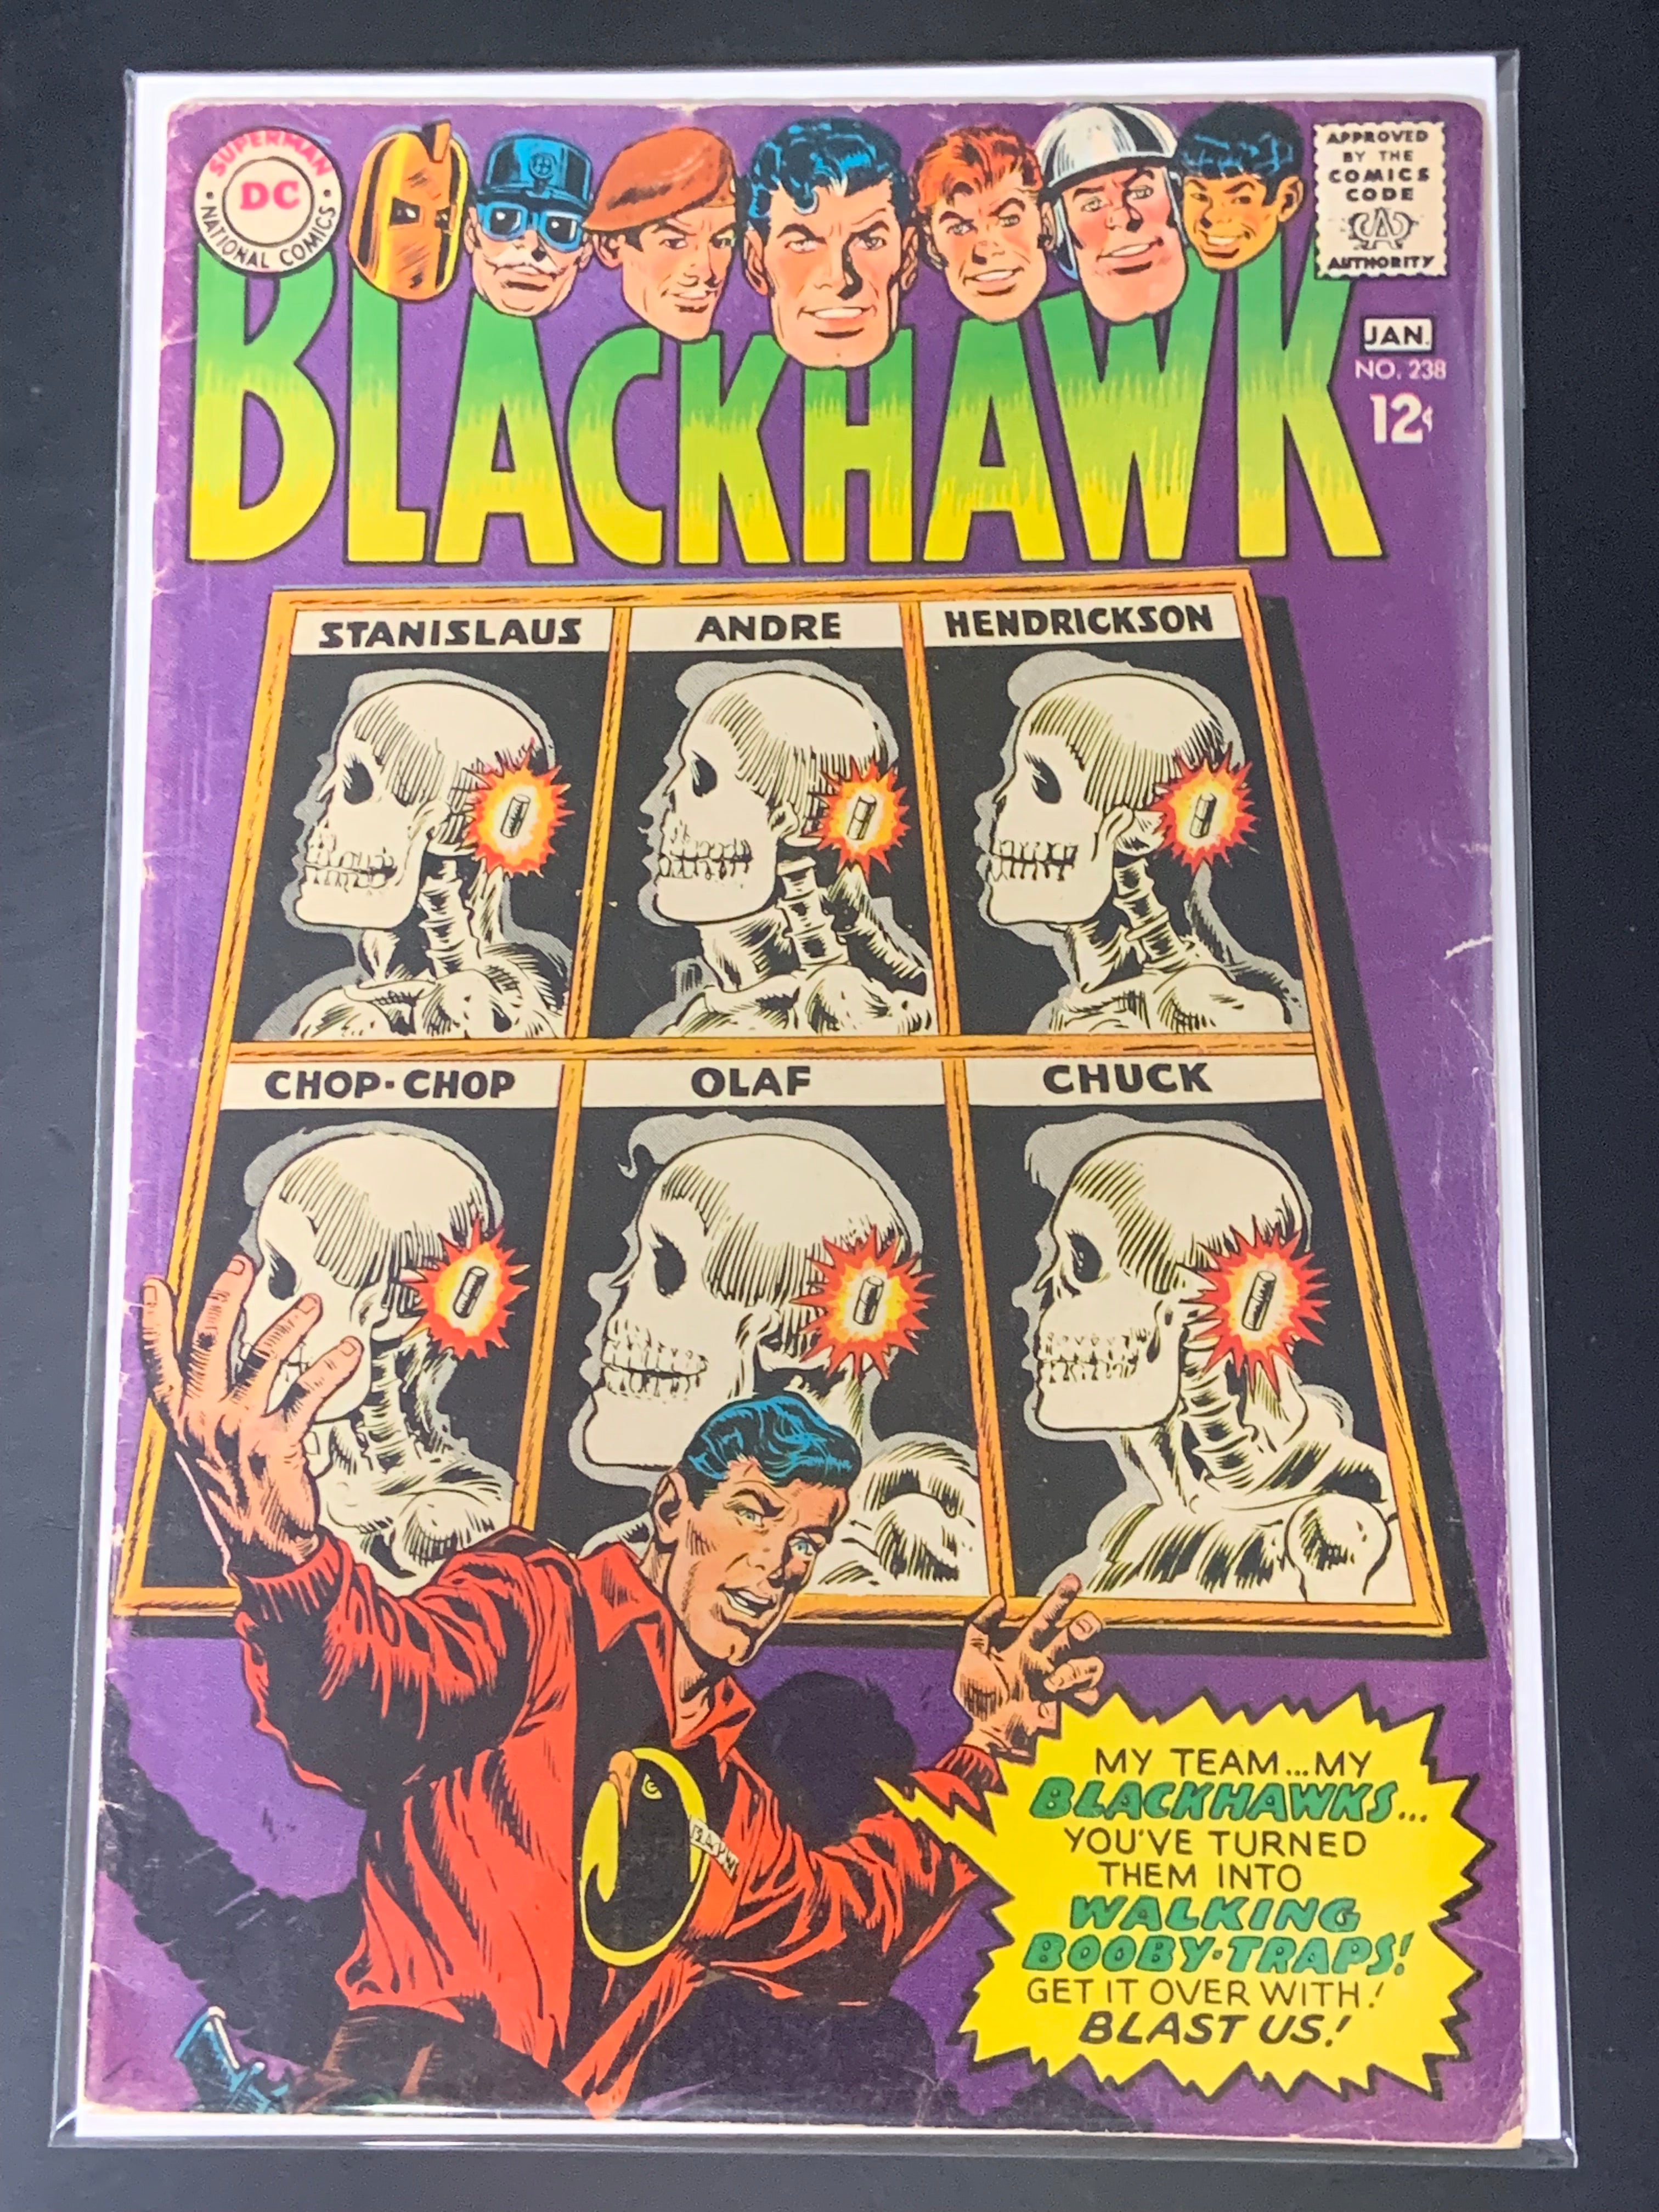 SUPERMAN
DC
NATIONAL COMICS
APPROVED
BY THE
COMICS
CODE
CA
AUTHORITY
BLACKHAWK
JAN.
NO. 238
12¢
STANISLAUS
ANDRE
HENDRICKSON
CHOP-CHOP
OLAF
CHUCK
MY TEAM...MY
BLACKHAWKS...
YOU'VE TURNED
THEM INTO
WALKING
BOOBY-TRAPS!
GET IT OVER WITH!
BLAST US!